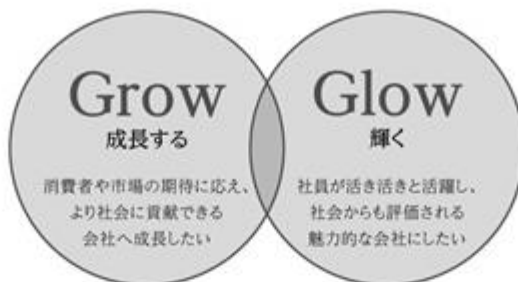 Grow
成長する
消費者や市場の期待に応え、
より社会に貢献できる
会社へ成長したい
Glow
輝く
社員が活き活きと活躍し、
社会からも評価される
魅力的な会社にしたい